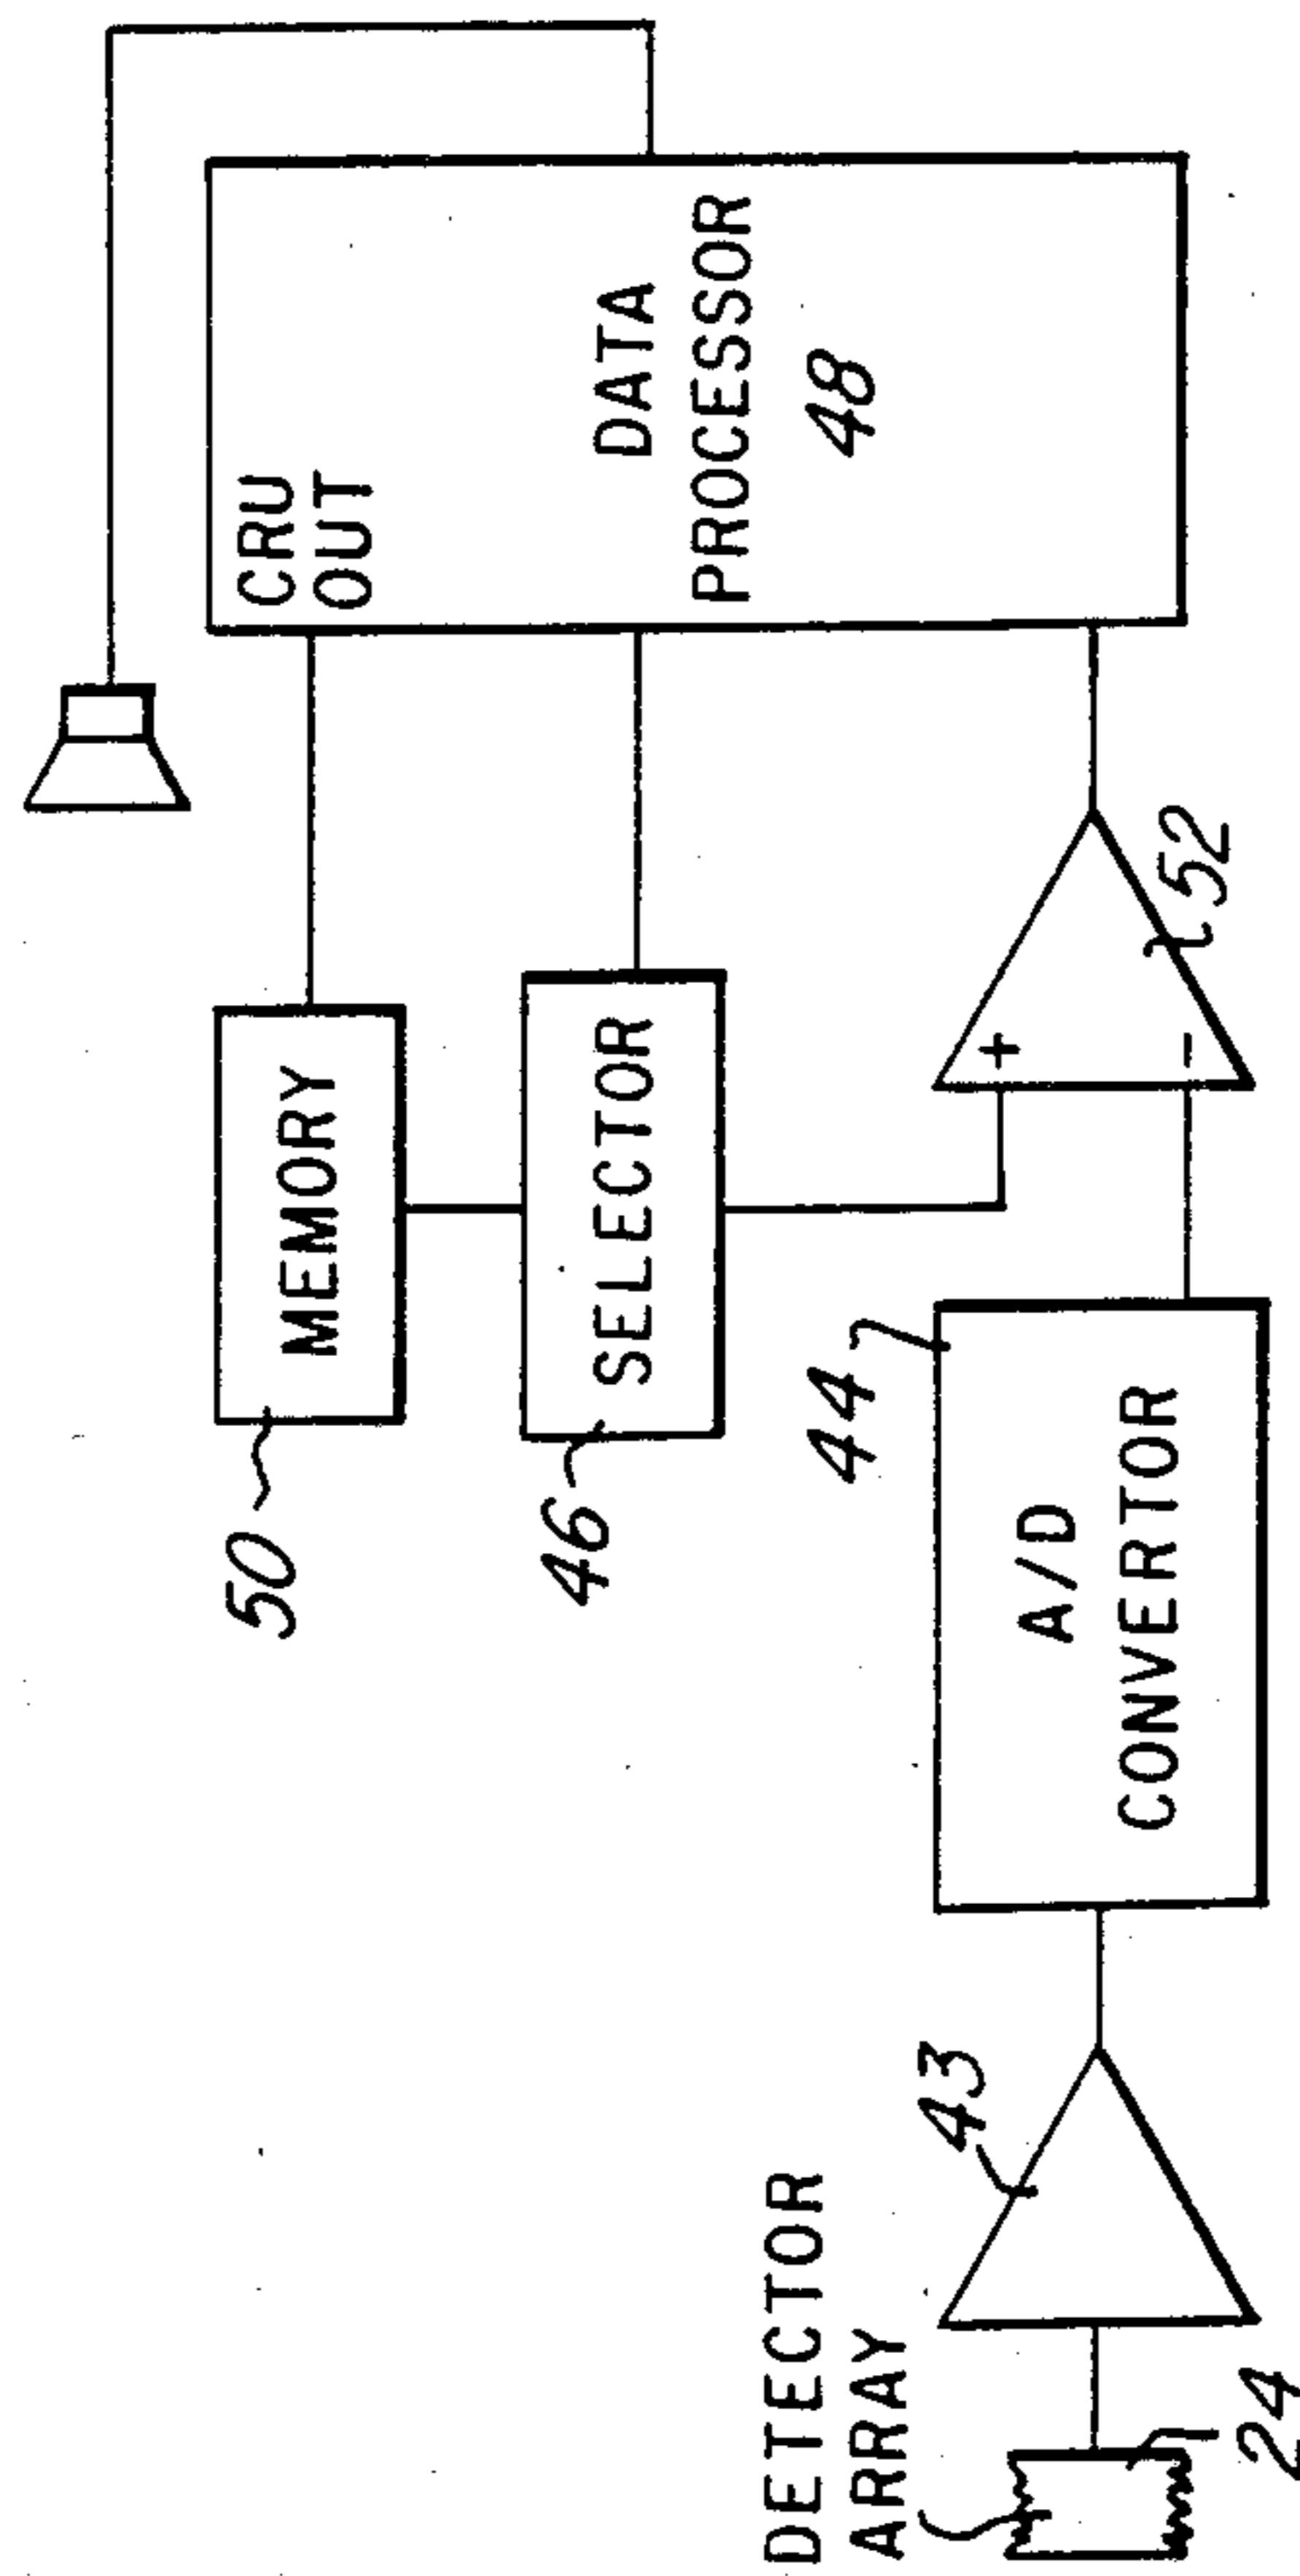 CRU
OUT
DATA
PROCESSOR
48
MEMORY
50
SELECTOR
46
+
-
52
44
A/D
CONVERTOR
43
DETECTOR
ARRAY
24